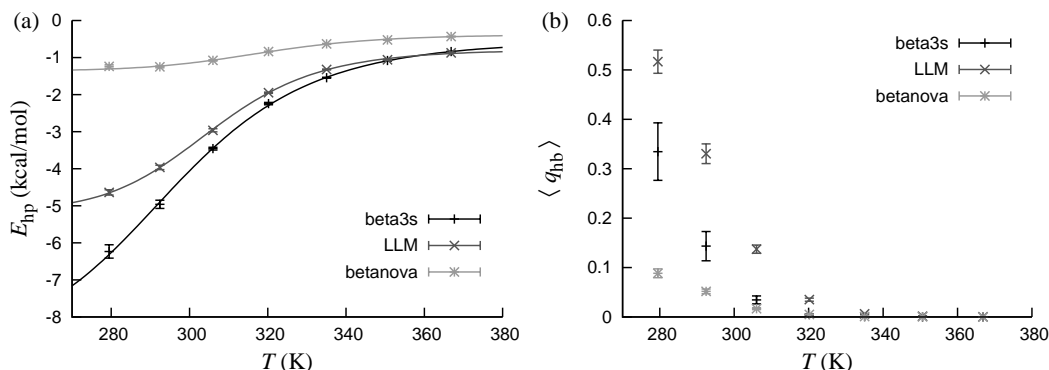 (a)
0
-1
-2
-3
-4
-5
-6
-7
-8
E_hp (kcal/mol)
beta3s
LLM
betanova
280 300 320 340 360 380
T (K)
(b)
0.6
0.5
0.4
0.3
0.2
0.1
0
⟨ q_hb ⟩
beta3s
LLM
betanova
280 300 320 340 360 380
T (K)